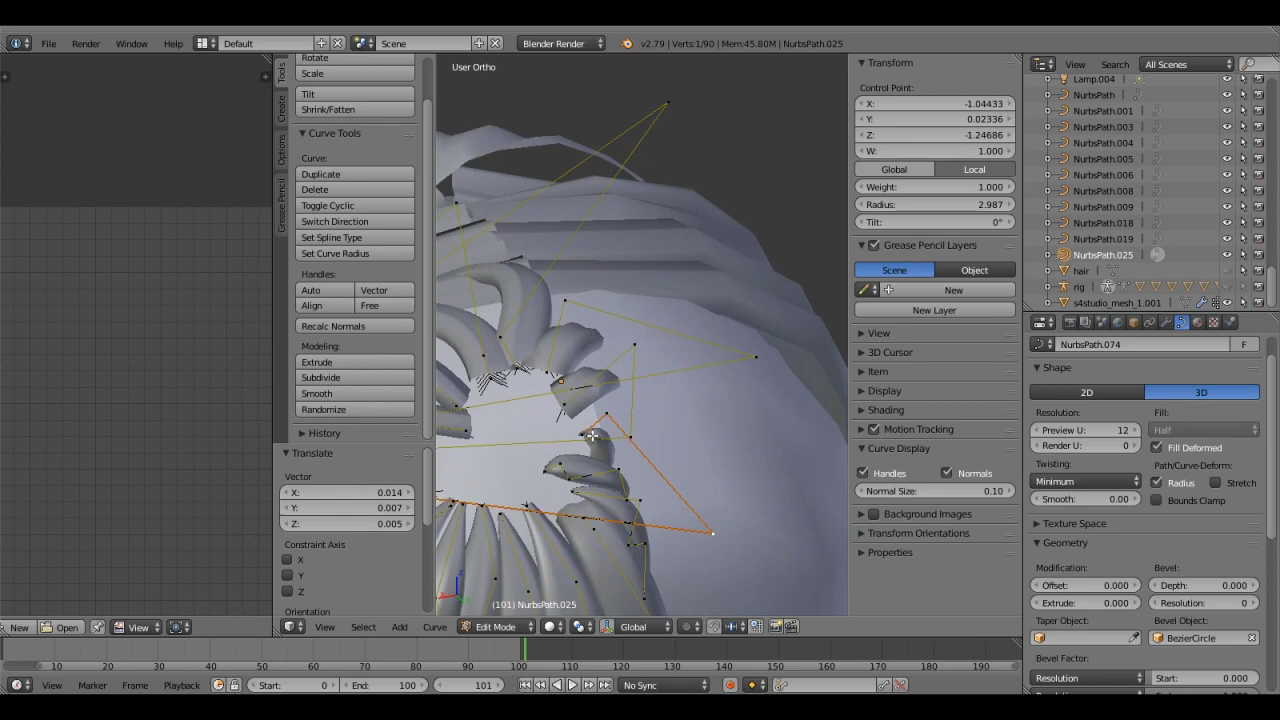 File Render Window Help Default Scene Blender Render v2.79 | Verts:1/90 | Mem:45.80M | NurbsPath.025
Rotate
Scale
Tilt
Shrink/Fatten
Curve Tools
Curve:
Duplicate
Delete
Toggle Cyclic
Switch Direction
Set Spline Type
Set Curve Radius
Handles:
Auto Vector
Align Free
Recalc Normals
Modeling:
Extrude
Subdivide
Smooth
Randomize
History
Translate
Vector
X: 0.014
Y: 0.007
Z: 0.005
Constraint Axis
X
Y
Z
Orientation
Tools
Create
Options
Grease Pencil
User Ortho
(101) NurbsPath.025
Transform
Control Point:
X: -1.04433
Y: 0.02336
Z: -1.24686
W: 1.000
Global Local
Weight: 1.000
Radius: 2.987
Tilt: 0°
Grease Pencil Layers
Scene Object
New
New Layer
View
3D Cursor
Item
Display
Shading
Motion Tracking
Curve Display
Handles Normals
Normal Size: 0.10
Background Images
Transform Orientations
Properties
View Search All Scenes
Lamp.004
NurbsPath
NurbsPath.001
NurbsPath.003
NurbsPath.004
NurbsPath.005
NurbsPath.006
NurbsPath.008
NurbsPath.009
NurbsPath.018
NurbsPath.019
NurbsPath.025
hair
rig
s4studio_mesh_1.001
NurbsPath.074 F
Shape
2D 3D
Resolution: Fill:
Preview U: 12 Half
Render U: 0 Fill Deformed
Twisting: Path/Curve-Deform:
Minimum Radius Stretch
Smooth: 0.00 Bounds Clamp
Texture Space
Geometry
Modification: Bevel:
Offset: 0.000 Depth: 0.000
Extrude: 0.000 Resolution: 0
Taper Object: Bevel Object:
BezierCircle
Bevel Factor:
Resolution Start: 0.000
New Open View
View Select Add Curve Edit Mode Global
10 20 30 40 50 60 70 80 90 100 110 120 130 140 150 160 170 180 190
View Marker Frame Playback Start: 0 End: 100 101 No Sync